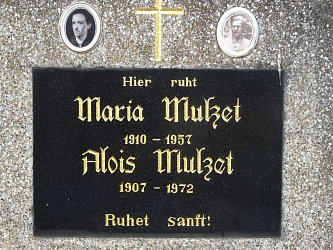 Hier ruht
Maria Mulzet
1910 – 1957
Alois Mulzet
1907 – 1972
Ruhet sanft!